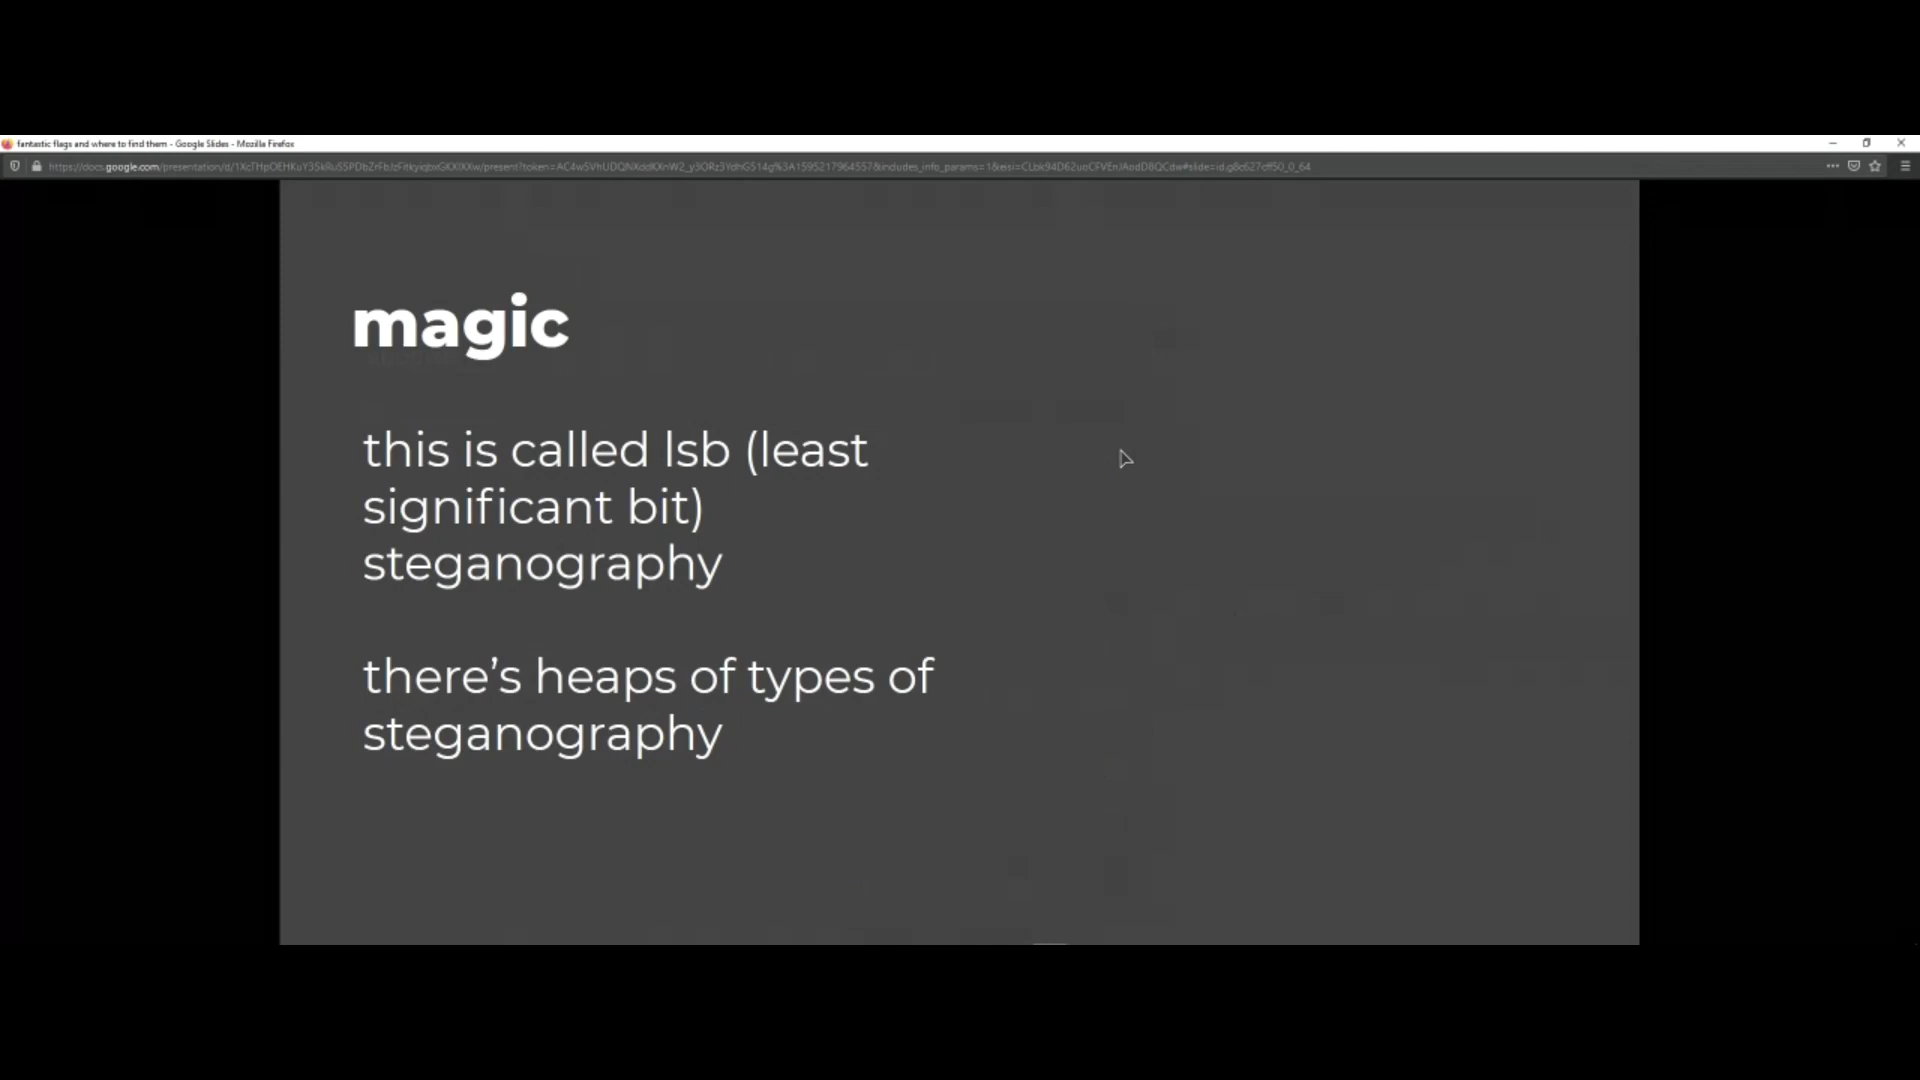 fantastic flags and where to find them - Google Slides - Mozilla Firefox
magic
this is called lsb (least
significant bit)
steganography
there’s heaps of types of
steganography